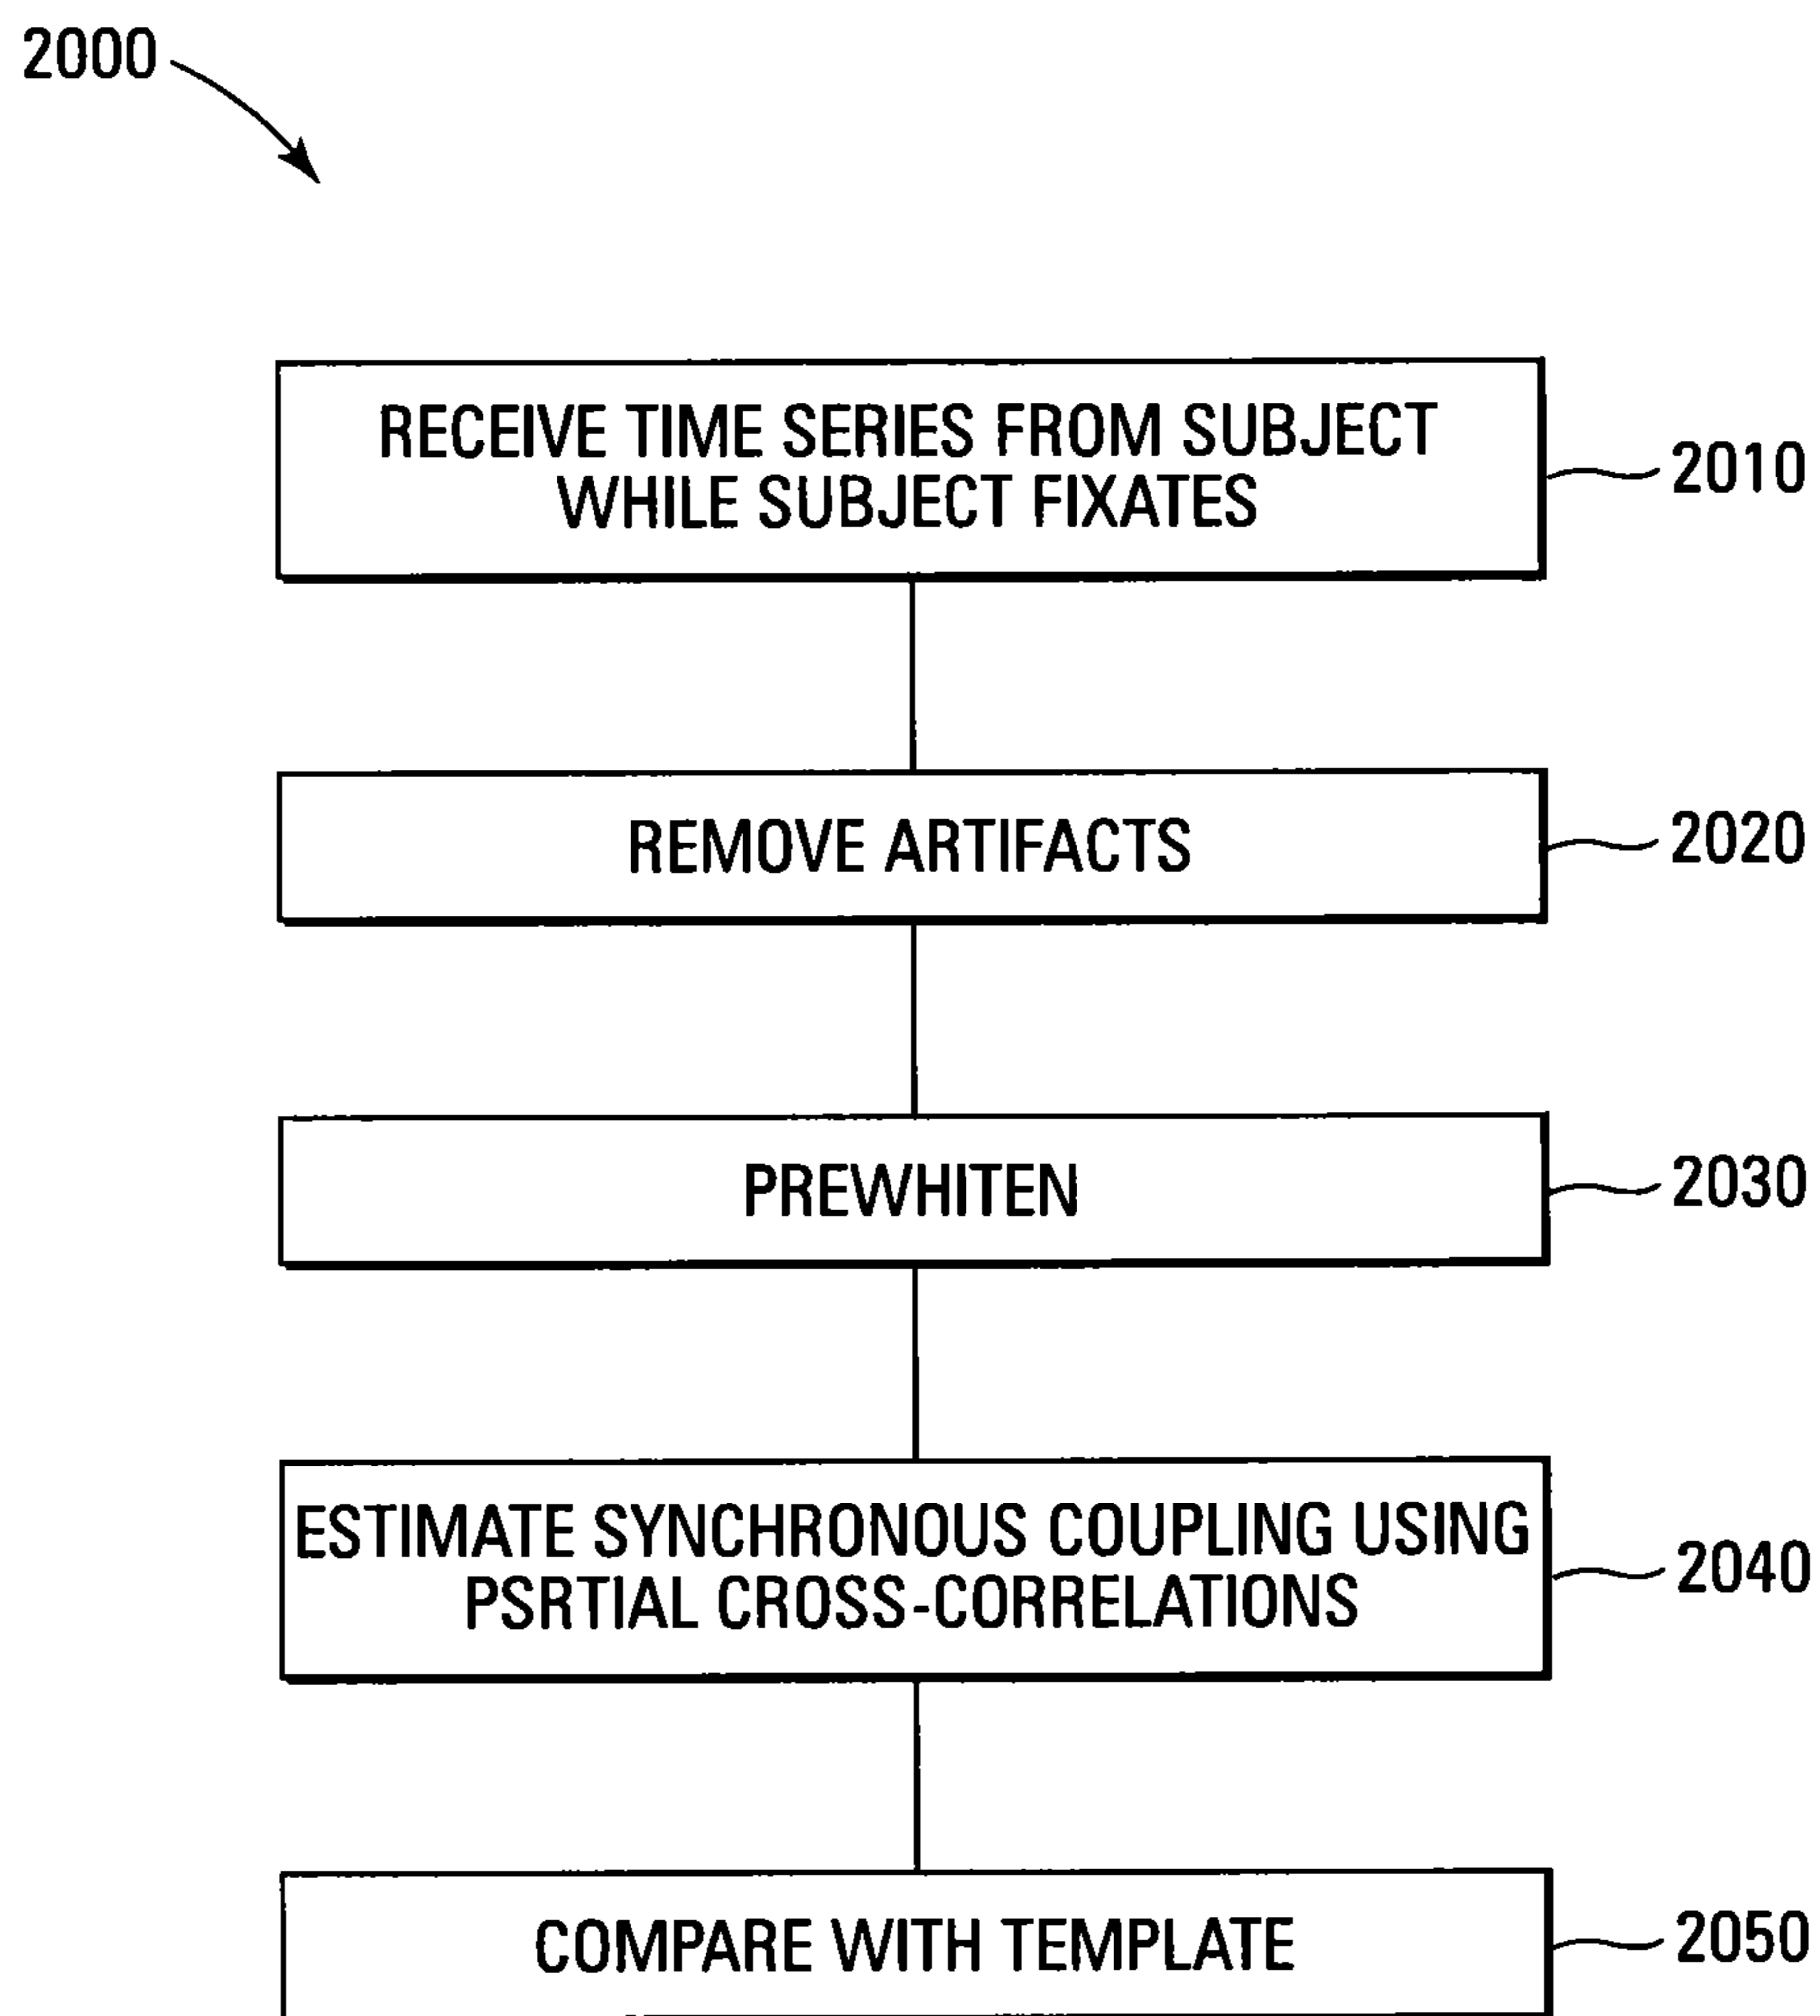 2000
RECEIVE TIME SERIES FROM SUBJECT
WHILE SUBJECT FIXATES
2010
REMOVE ARTIFACTS
2020
PREWHITEN
2030
ESTIMATE SYNCHRONOUS COUPLING USING
PSRTIAL CROSS-CORRELATIONS
2040
COMPARE WITH TEMPLATE
2050